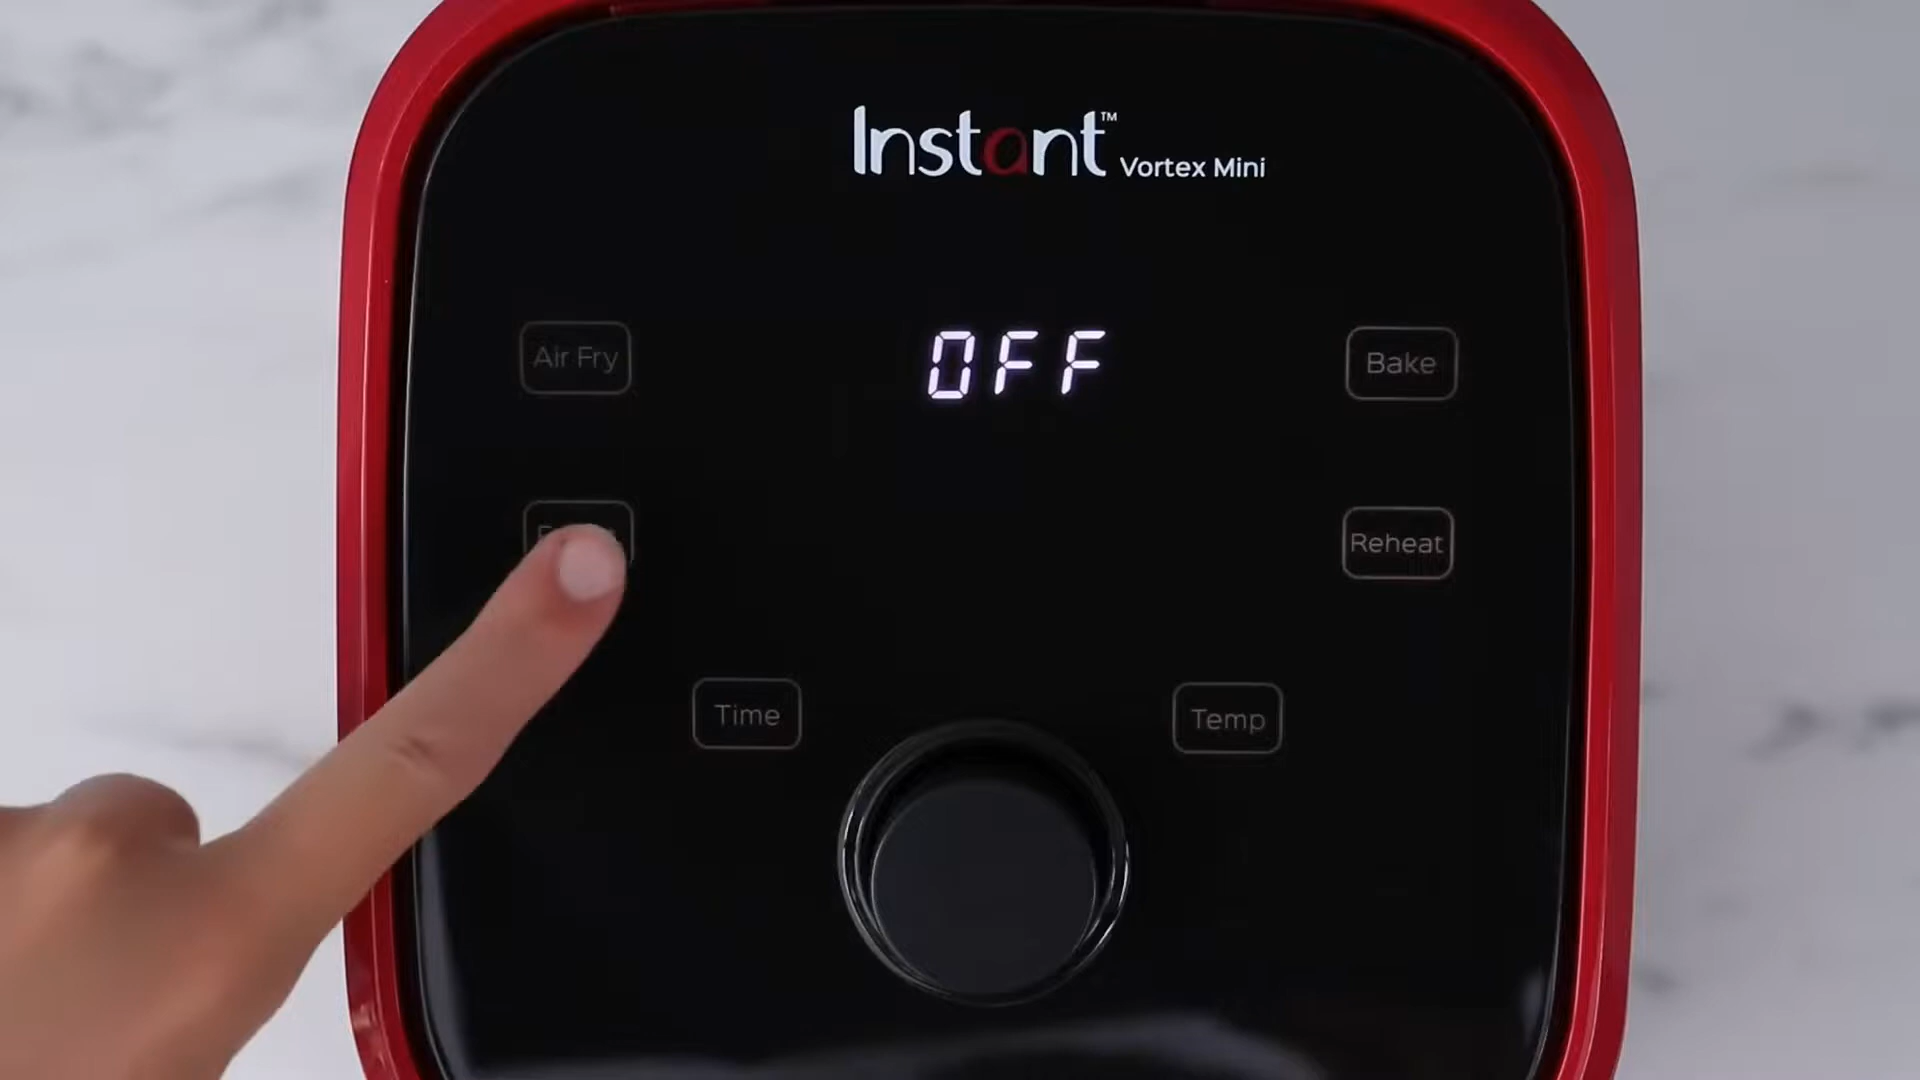 Instant™ Vortex Mini
Air Fry
OFF
Bake
Reheat
Time
Temp